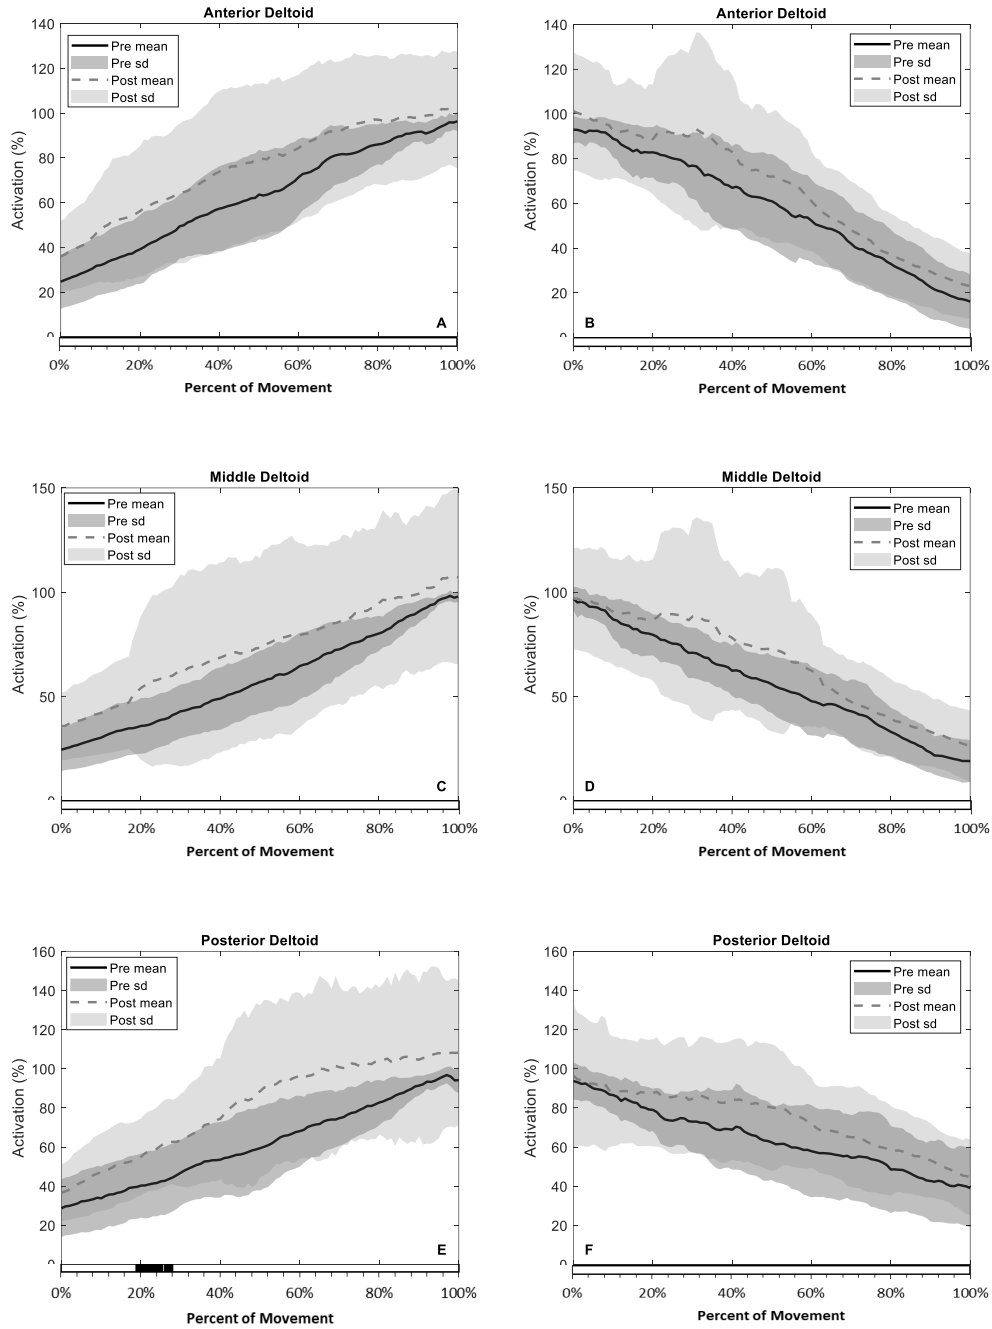 Anterior Deltoid
140
120
100
80
60
40
20
0
Activation (%)
Pre mean
Pre sd
Post mean
Post sd
A
0% 20% 40% 60% 80% 100%
Percent of Movement
Anterior Deltoid
140
120
100
80
60
40
20
0
Activation (%)
Pre mean
Pre sd
Post mean
Post sd
B
0% 20% 40% 60% 80% 100%
Percent of Movement
Middle Deltoid
150
100
50
0
Activation (%)
Pre mean
Pre sd
Post mean
Post sd
C
0% 20% 40% 60% 80% 100%
Percent of Movement
Middle Deltoid
150
100
50
0
Activation (%)
Pre mean
Pre sd
Post mean
Post sd
D
0% 20% 40% 60% 80% 100%
Percent of Movement
Posterior Deltoid
160
140
120
100
80
60
40
20
0
Activation (%)
Pre mean
Pre sd
Post mean
Post sd
E
0% 20% 40% 60% 80% 100%
Percent of Movement
Posterior Deltoid
160
140
120
100
80
60
40
20
0
Activation (%)
Pre mean
Pre sd
Post mean
Post sd
F
0% 20% 40% 60% 80% 100%
Percent of Movement